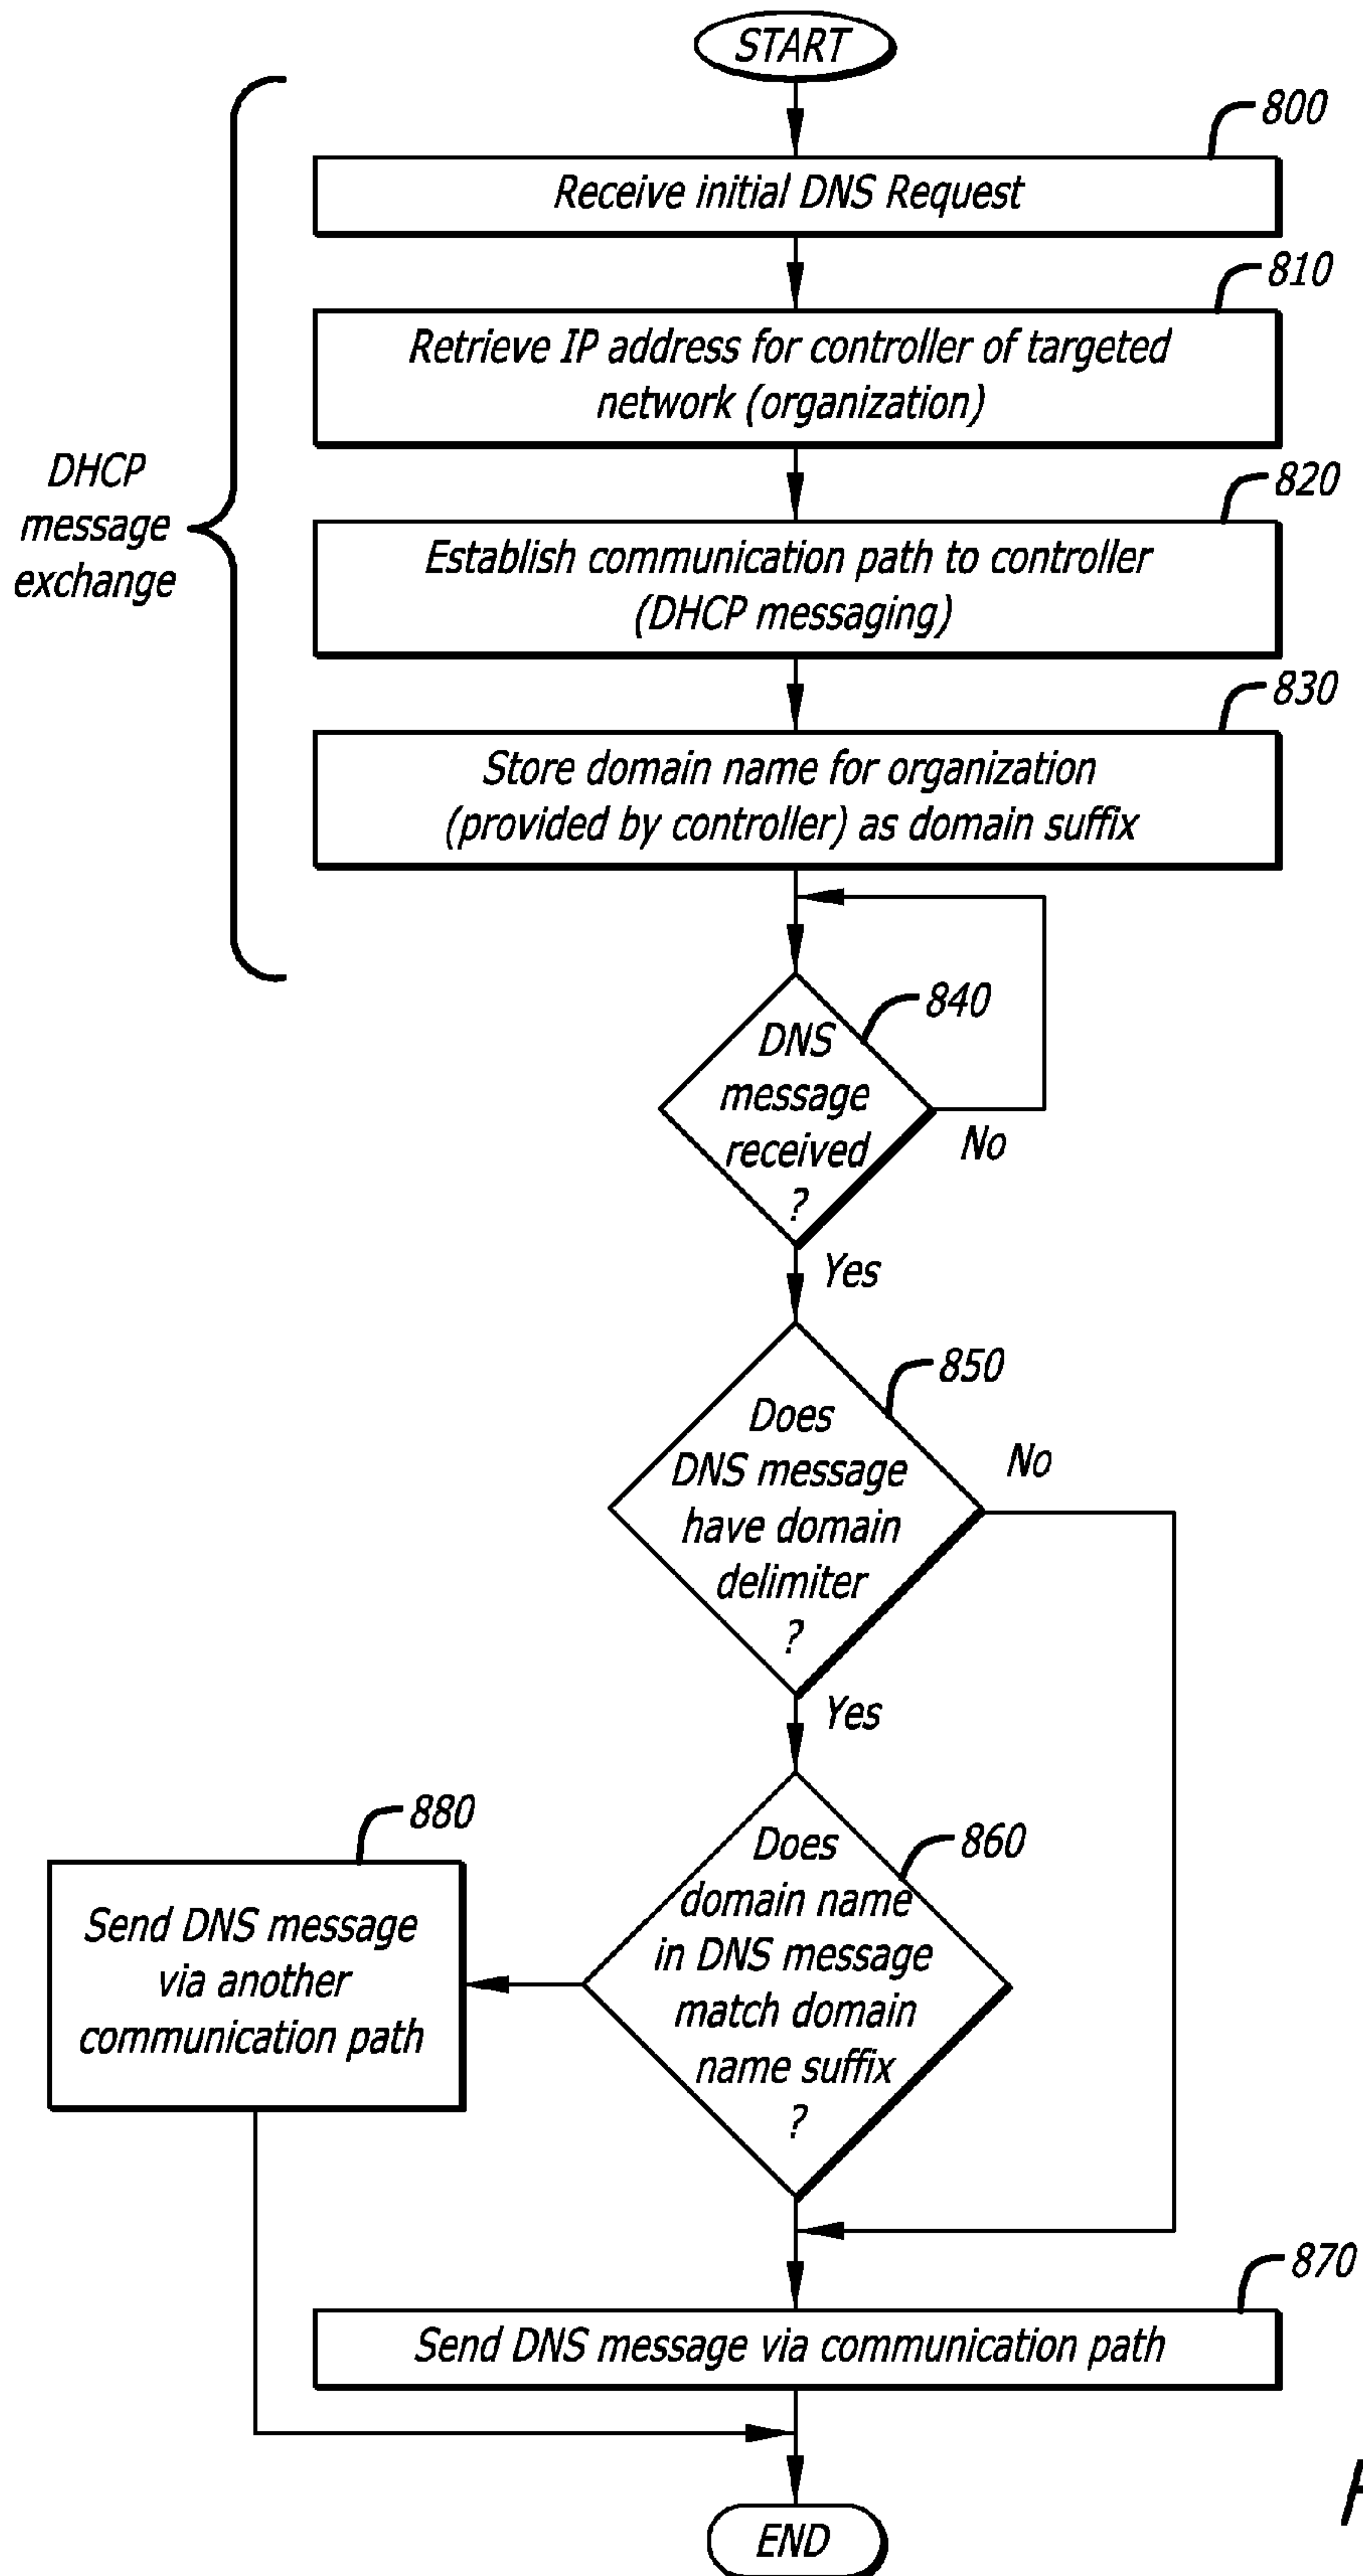 START
800
Receive initial DNS Request
810
Retrieve IP address for controller of targeted
network (organization)
DHCP
message
exchange
820
Establish communication path to controller
(DHCP messaging)
830
Store domain name for organization
(provided by controller) as domain suffix
840
DNS
message
received
?
No
Yes
850
Does
DNS message
have domain
delimiter
?
No
Yes
880
Send DNS message
via another
communication path
860
Does
domain name
in DNS message
match domain
name suffix
?
870
Send DNS message via communication path
END